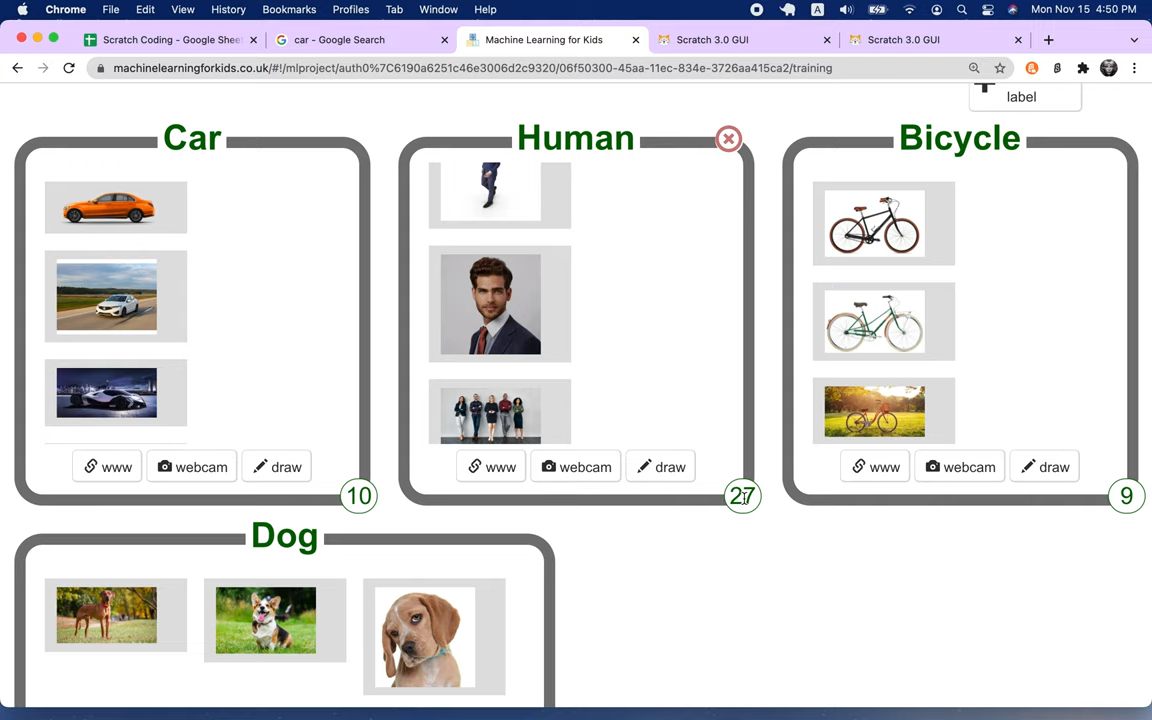 Chrome File Edit View History Bookmarks Profiles Tab Window Help A Mon Nov 15 4:50 PM
Scratch Coding - Google Shee × car - Google Search × Machine Learning for Kids × Scratch 3.0 GUI × Scratch 3.0 GUI × +
machinelearningforkids.co.uk/#!/mlproject/auth0%7C6190a6251c46e3006d2c9320/06f50300-45aa-11ec-834e-3726aa415ca2/training
label
Car Human Bicycle
www webcam draw www webcam draw www webcam draw
10 27 9
Dog